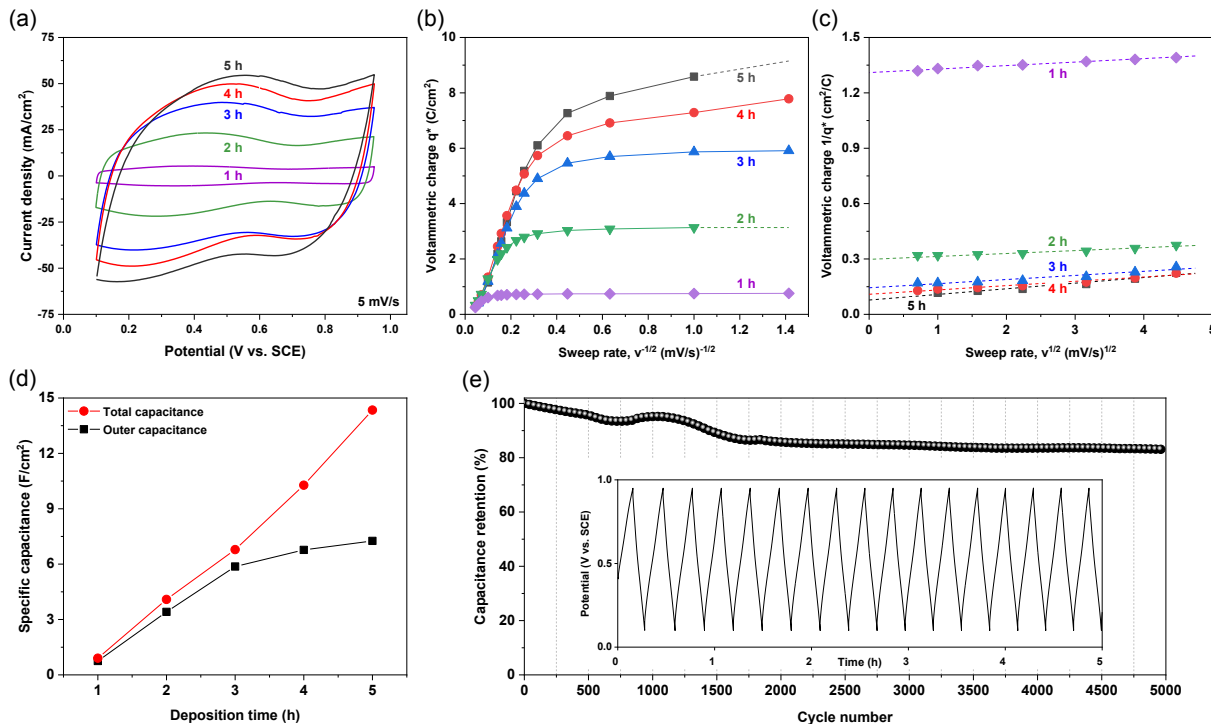 (a)
75
50
25
0
-25
-50
-75
Current density (mA/cm²)
5 h
4 h
3 h
2 h
1 h
5 mV/s
0.0 0.2 0.4 0.6 0.8 1.0
Potential (V vs. SCE)
(b)
10
8
6
4
2
0
Voltammetric charge q* (C/cm²)
5 h
4 h
3 h
2 h
1 h
0.0 0.2 0.4 0.6 0.8 1.0 1.2 1.4
Sweep rate, v⁻¹/² (mV/s)⁻¹/²
(c)
1.5
1.2
0.9
0.6
0.3
0.0
Voltammetric charge 1/q* (cm²/C)
1 h
2 h
3 h
4 h
5 h
0 1 2 3 4 5
Sweep rate, v¹/² (mV/s)¹/²
(d)
15
12
9
6
3
0
Specific capacitance (F/cm²)
Total capacitance
Outer capacitance
1 2 3 4 5
Deposition time (h)
(e)
100
80
60
40
20
0
Capacitance retention (%)
1.0
0.5
0.0
Potential (V vs. SCE)
0 1 2 3 4 5
Time (h)
0 500 1000 1500 2000 2500 3000 3500 4000 4500 5000
Cycle number